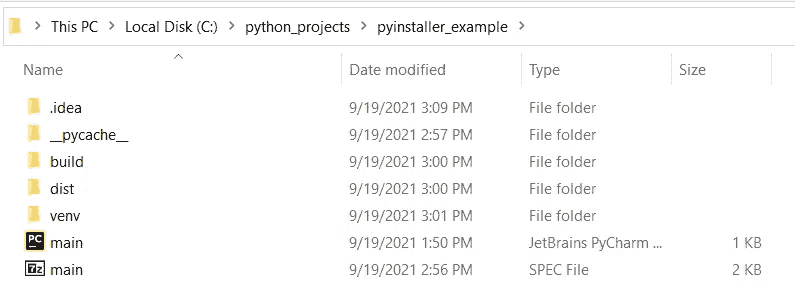 This PC > Local Disk (C:) > python_projects > pyinstaller_example >
Name Date modified Type Size
.idea 9/19/2021 3:09 PM File folder
__pycache__ 9/19/2021 2:57 PM File folder
build 9/19/2021 3:00 PM File folder
dist 9/19/2021 3:00 PM File folder
venv 9/19/2021 3:01 PM File folder
PC main 9/19/2021 1:50 PM JetBrains PyCharm ... 1 KB
7z main 9/19/2021 2:56 PM SPEC File 2 KB